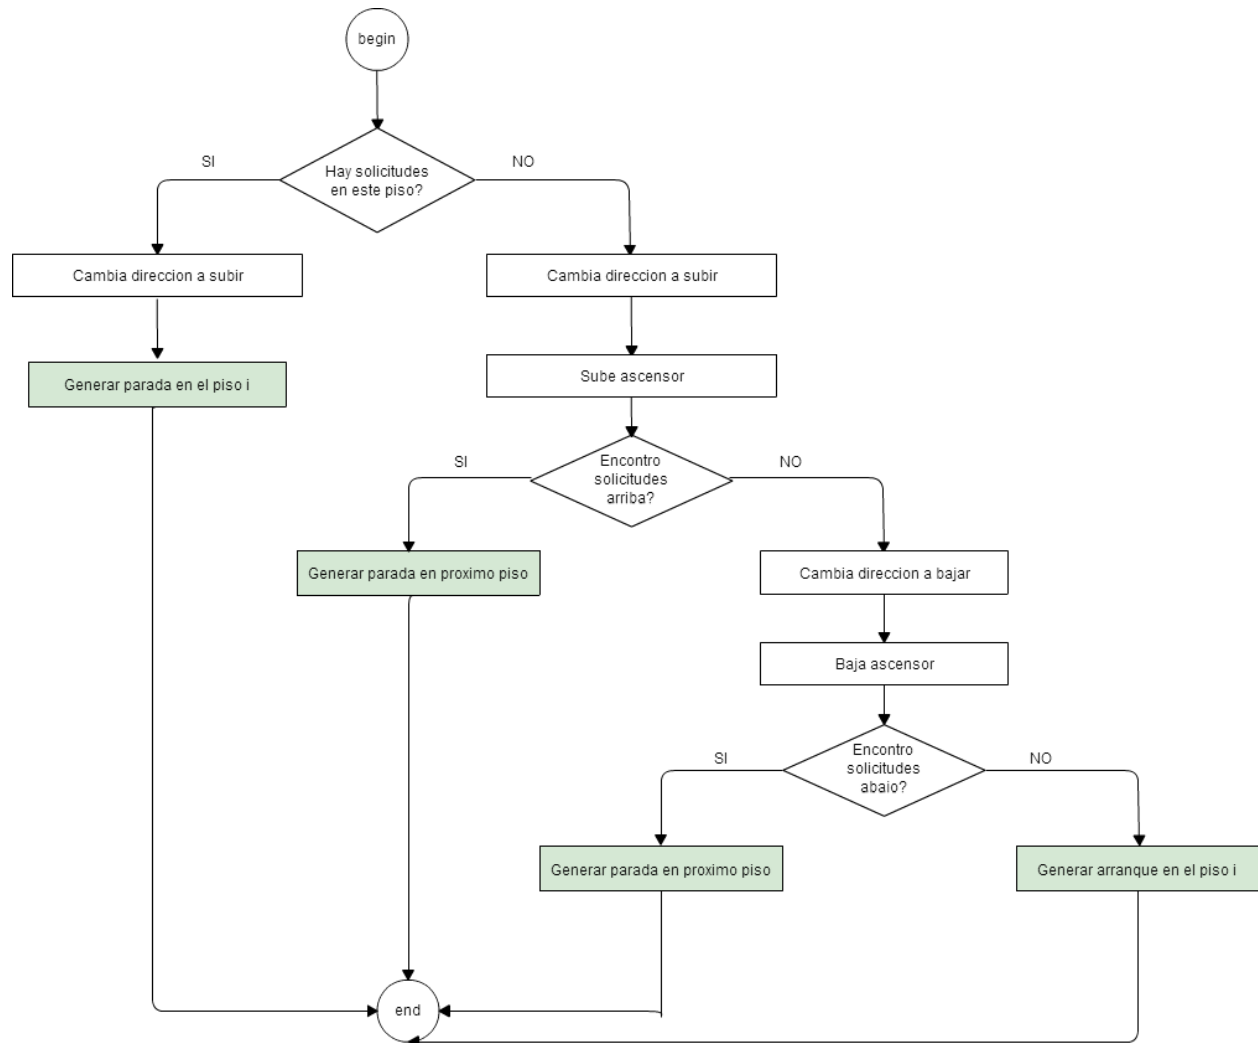 begin
SI
NO
Hay solicitudes
en este piso?
Cambia direccion a subir
Cambia direccion a subir
Generar parada en el piso i
Sube ascensor
SI
NO
Encontro
solicitudes
arriba?
Generar parada en proximo piso
Cambia direccion a bajar
Baja ascensor
SI
NO
Encontro
solicitudes
abaio?
Generar parada en proximo piso
Generar arranque en el piso i
end